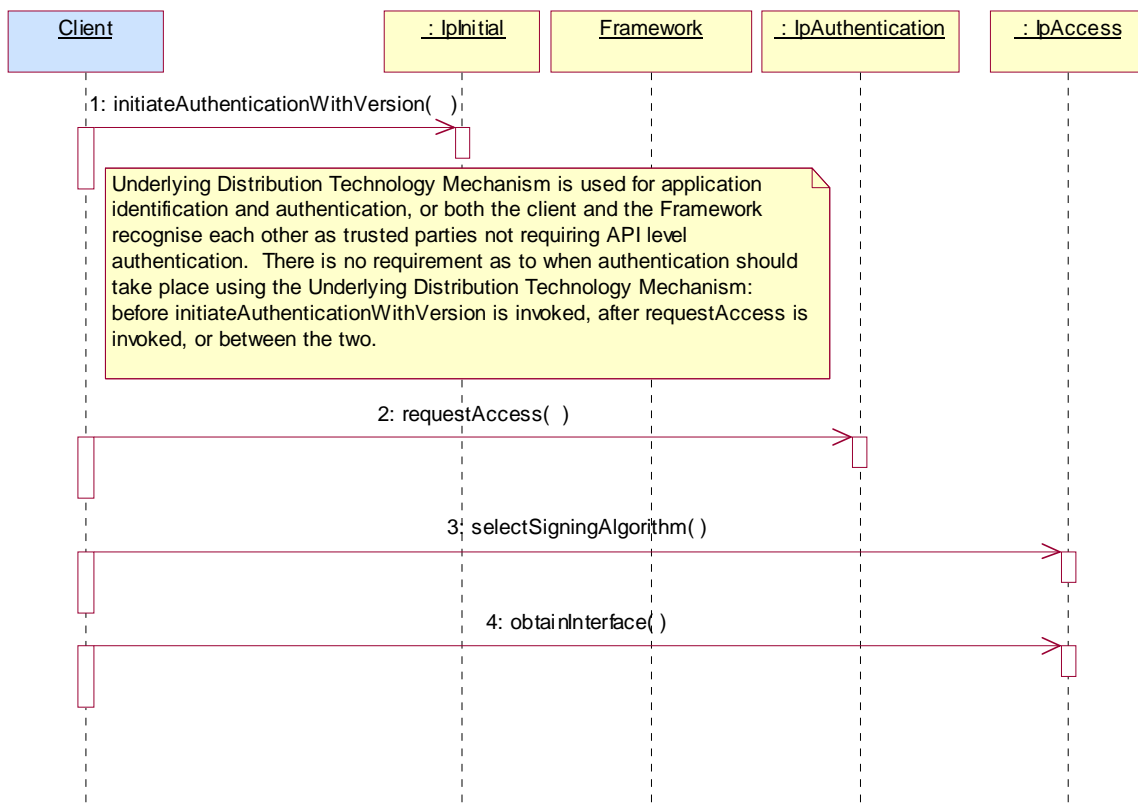 Client
: IpInitial
Framework
: IpAuthentication
: IpAccess
1: initiateAuthenticationWithVersion( )
Underlying Distribution Technology Mechanism is used for application
identification and authentication, or both the client and the Framework
recognise each other as trusted parties not requiring API level
authentication. There is no requirement as to when authentication should
take place using the Underlying Distribution Technology Mechanism:
before initiateAuthenticationWithVersion is invoked, after requestAccess is
invoked, or between the two.
2: requestAccess( )
3: selectSigningAlgorithm( )
4: obtainInterface( )